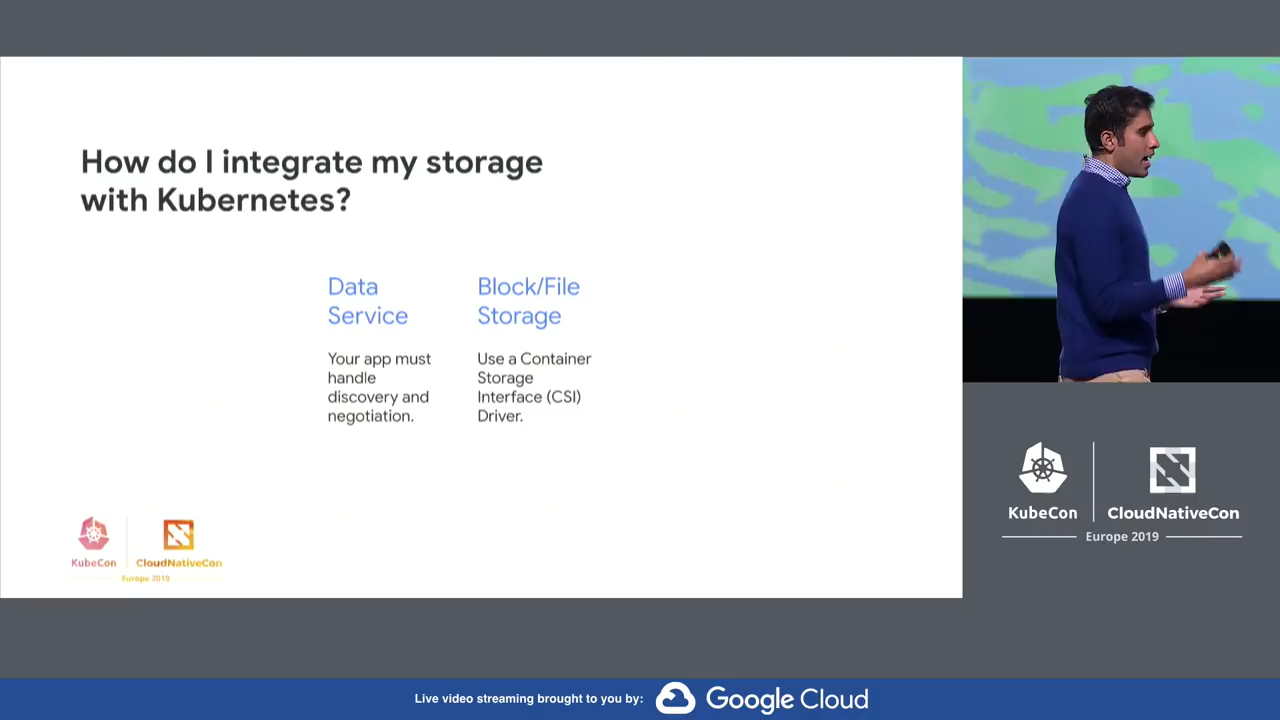 How do I integrate my storage
with Kubernetes?
Data
Service
Your app must
handle
discovery and
negotiation.
Block/File
Storage
Use a Container
Storage
Interface (CSI)
Driver.
KubeCon
CloudNativeCon
Europe 2019
KubeCon
CloudNativeCon
Europe 2019
Live video streaming brought to you by:
Google Cloud